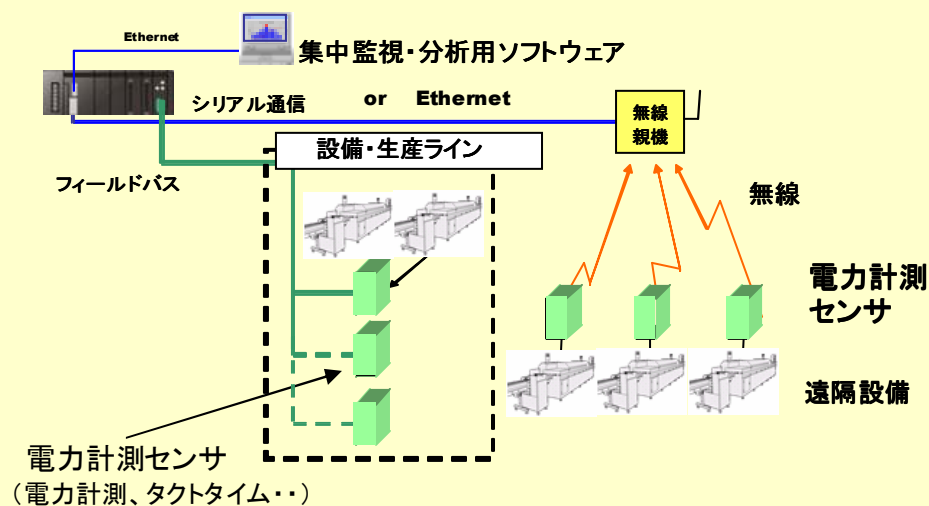 Ethernet
集中監視・分析用ソフトウェア
シリアル通信 or Ethernet
無線
親機
設備・生産ライン
フィールドバス
無線
電力計測
センサ
遠隔設備
電力計測センサ
（電力計測、タクトタイム・・）